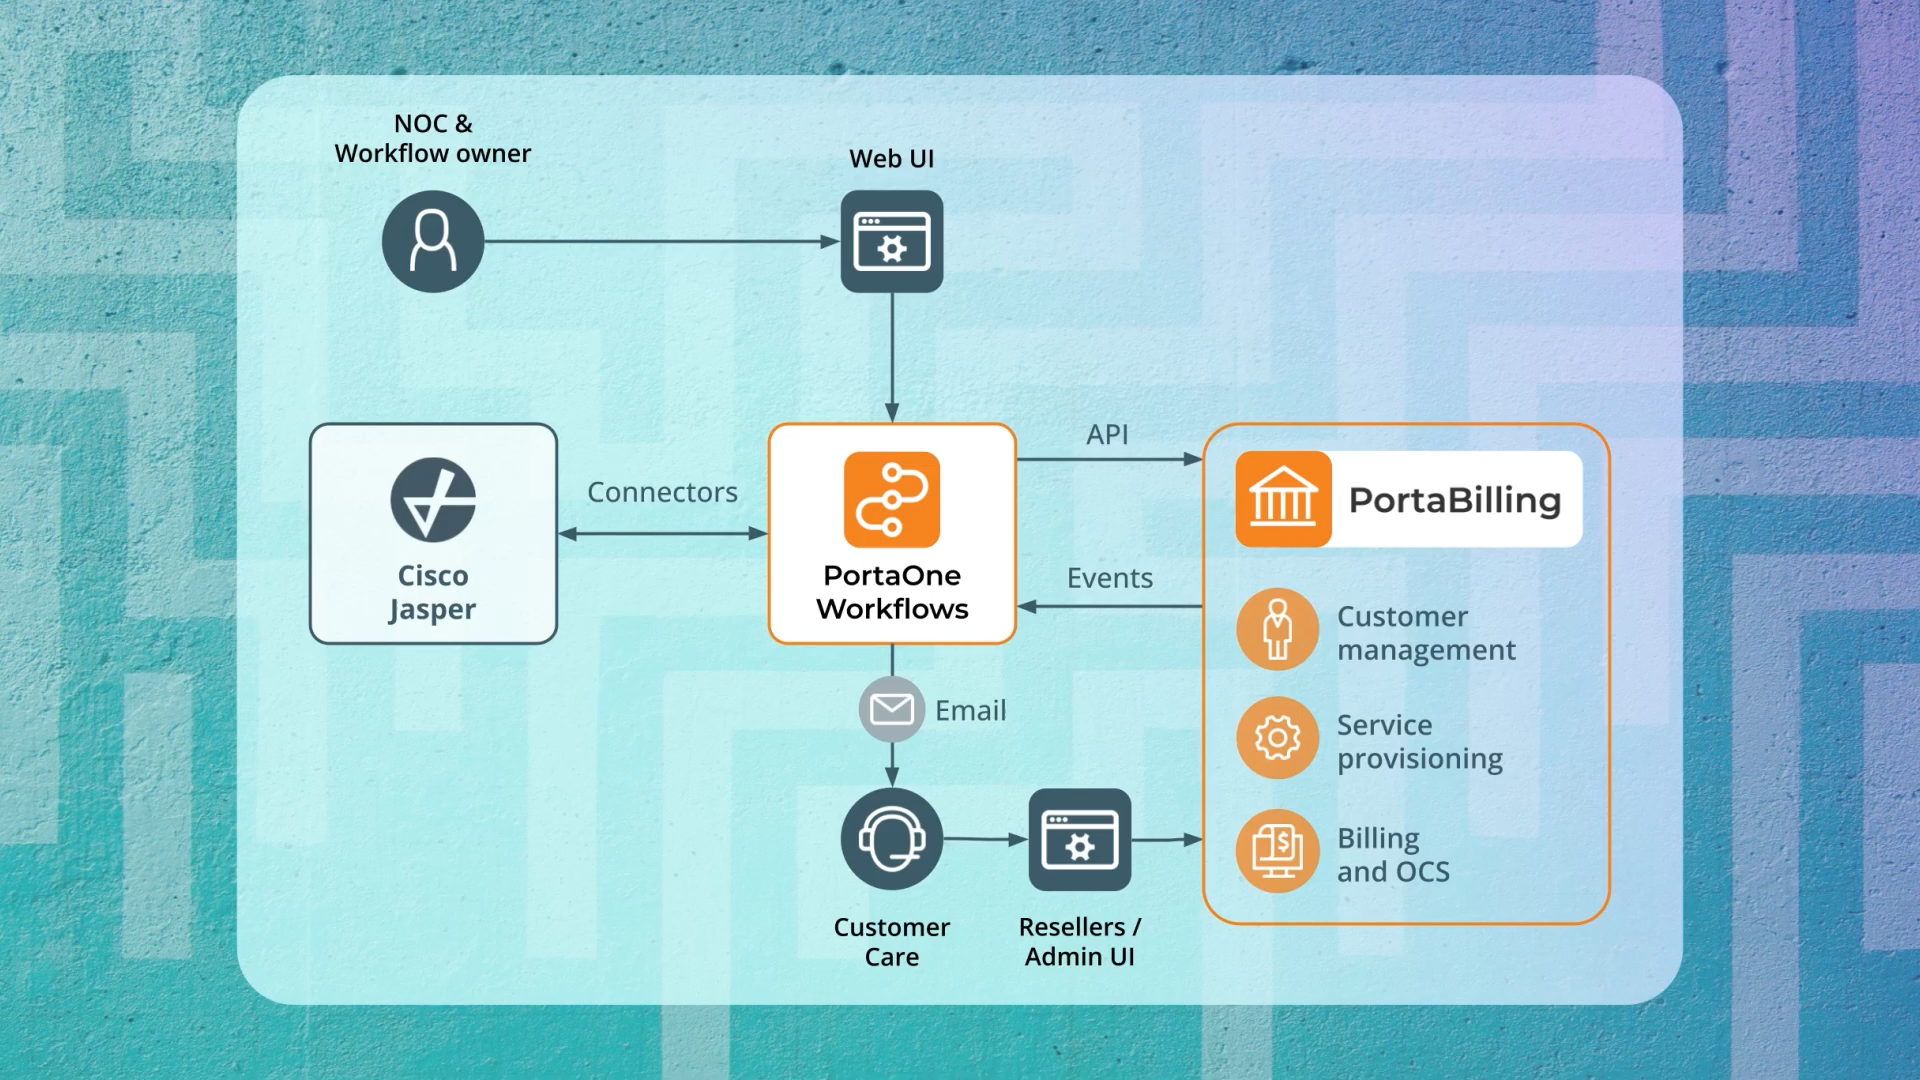 NOC &
Workflow owner
Web UI
Cisco
Jasper
Connectors
PortaOne
Workflows
API
Events
PortaBilling
Customer
management
Service
provisioning
Billing
and OCS
$
Email
Customer
Care
Resellers /
Admin UI